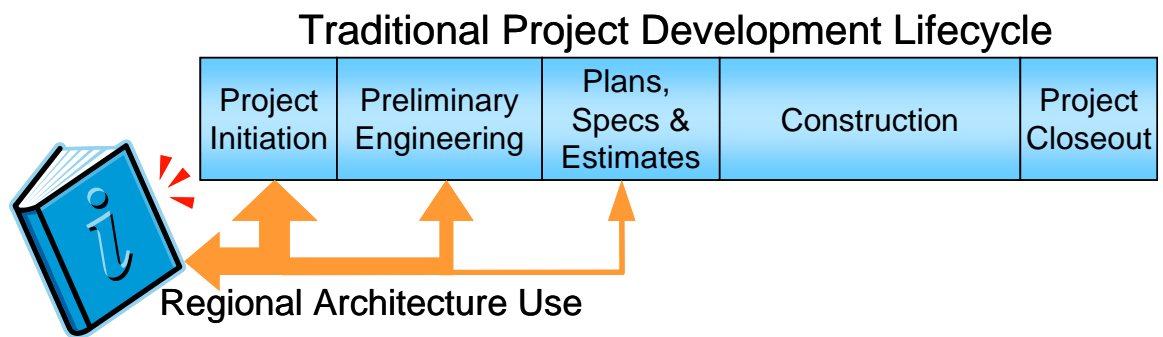 Traditional Project Development Lifecycle
Project
Initiation
Preliminary
Engineering
Plans,
Specs &
Estimates
Construction
Project
Closeout
i
Regional Architecture Use